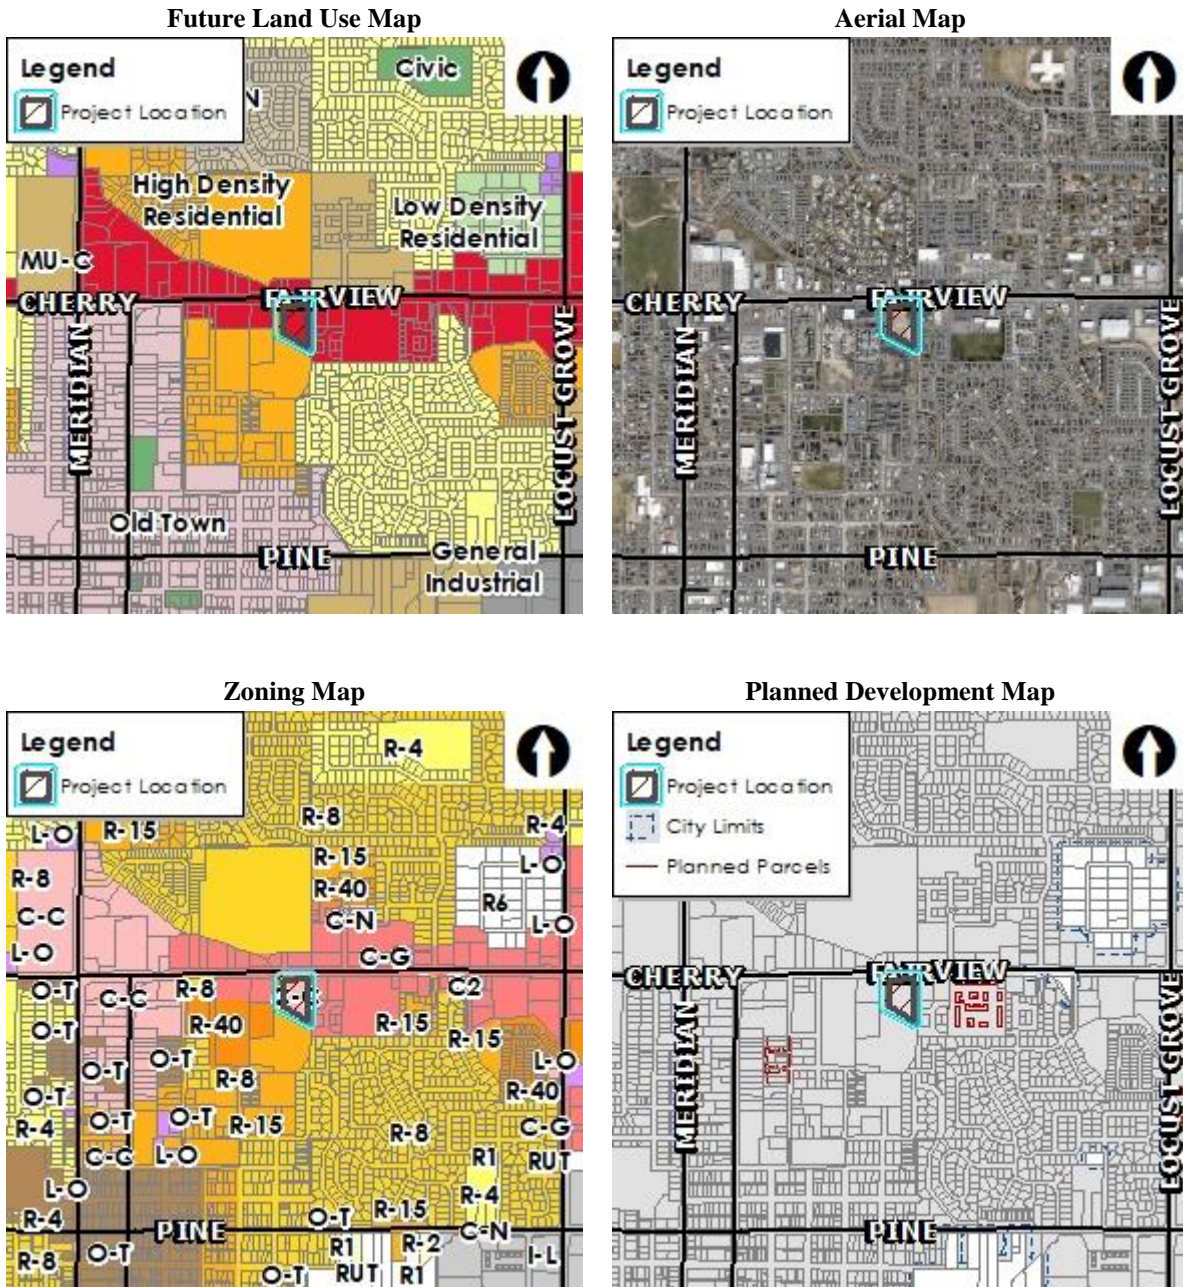 Future Land Use Map
Legend
Project Location
N
Civic
High Density
Residential
Low Density
Residential
MU-C
CHERRY
FAIRVIEW
MERIDIAN
LOCUST GROVE
Old Town
PINE
General
Industrial
Aerial Map
Legend
Project Location
CHERRY
FAIRVIEW
MERIDIAN
LOCUST GROVE
PINE
Zoning Map
Legend
Project Location
R-4
R-8
L-O
R-15
R-4
R-15
L-O
R-8
R-40
R6
C-C
C-N
L-O
L-O
C-G
O-T
C-C
R-8
C2
O-T
R-40
R-15
R-15
O-T
O-T
L-O
R-8
R-40
O-T
O-T
O-T
R-15
R-4
R-8
C-G
C-C
L-O
R1
RUT
L-O
R-4
R-4
O-T
R-15
PINE
C-N
R-8
O-T
R1
R-2
I-L
O-T
RUT
R1
Planned Development Map
Legend
Project Location
City Limits
Planned Parcels
CHERRY
FAIRVIEW
MERIDIAN
LOCUST GROVE
PINE